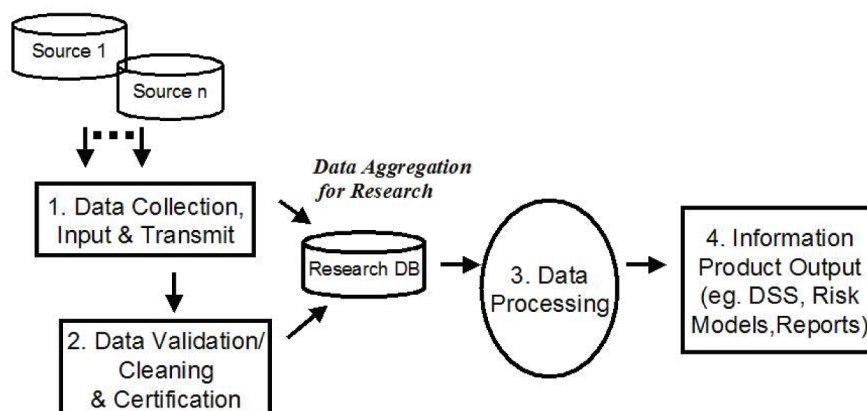 Source 1
Source n
Data Aggregation
for Research
1. Data Collection,
Input & Transmit
Research DB
2. Data Validation/
Cleaning
& Certification
3. Data
Processing
4. Information
Product Output
(eg. DSS, Risk
Models,Reports)